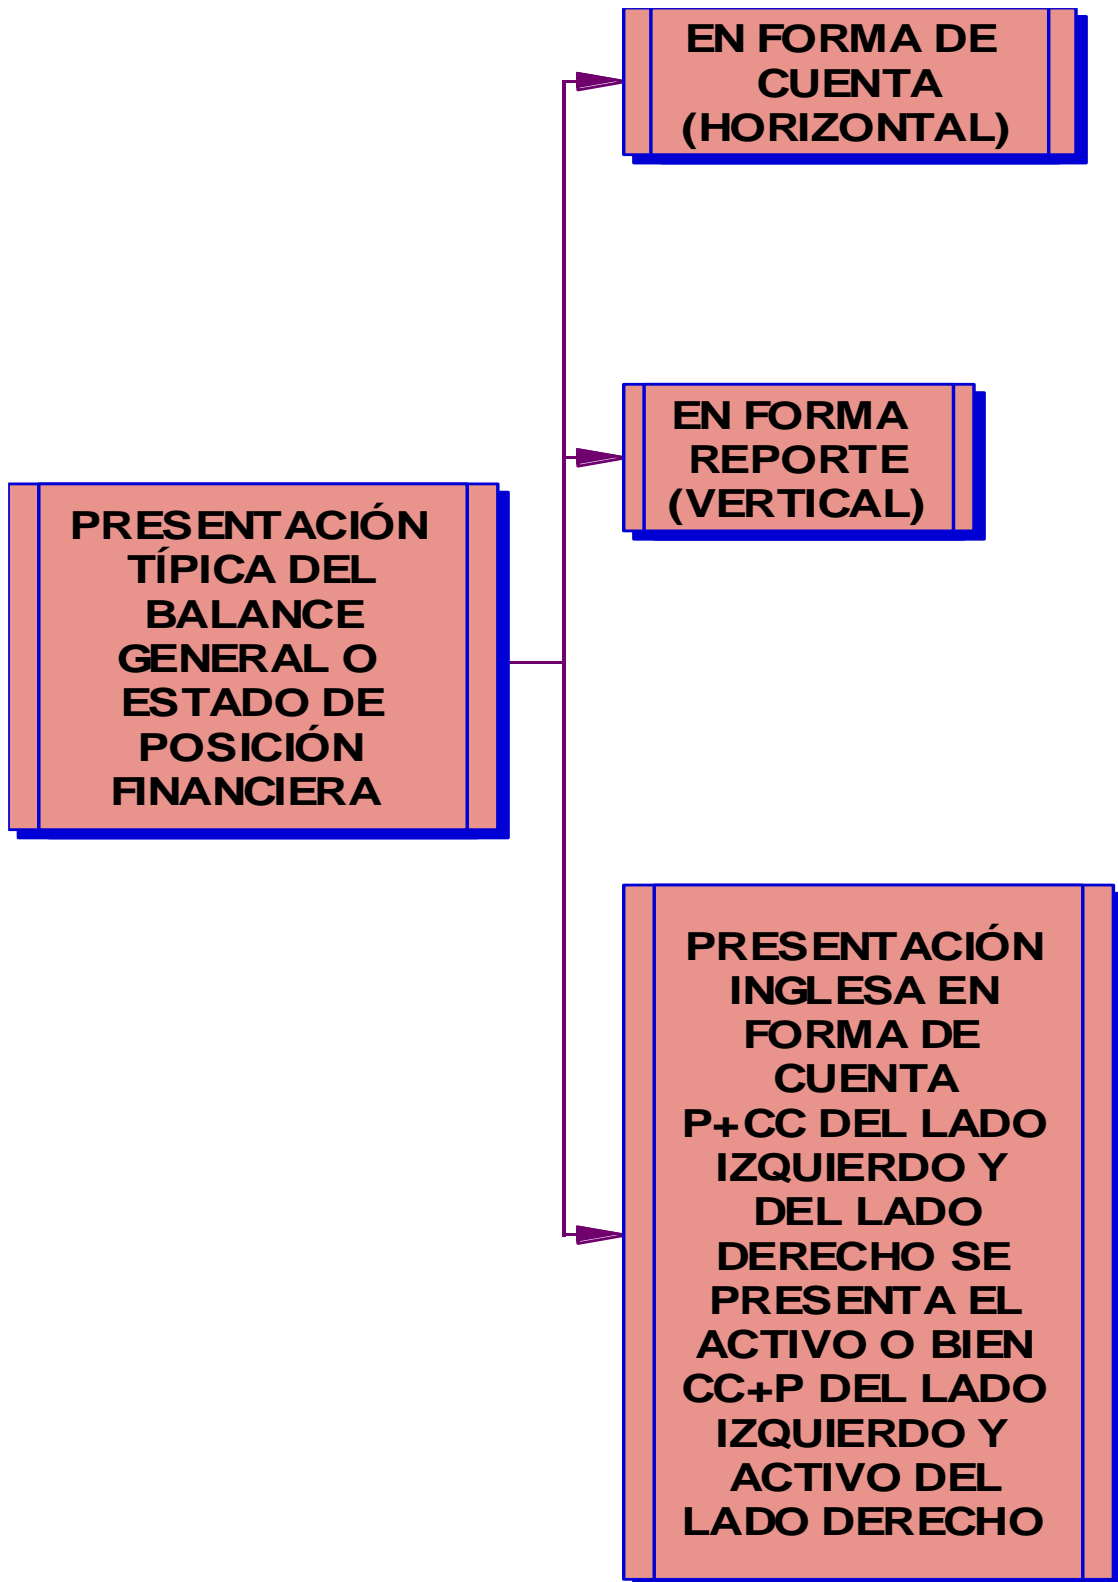 EN FORMA DE
CUENTA
(HORIZONTAL)
EN FORMA
REPORTE
(VERTICAL)
PRESENTACIÓN
TÍPICA DEL
BALANCE
GENERAL O
ESTADO DE
POSICIÓN
FINANCIERA
PRESENTACIÓN
INGLESA EN
FORMA DE
CUENTA
P+CC DEL LADO
IZQUIERDO Y
DEL LADO
DERECHO SE
PRESENTA EL
ACTIVO O BIEN
CC+P DEL LADO
IZQUIERDO Y
ACTIVO DEL
LADO DERECHO